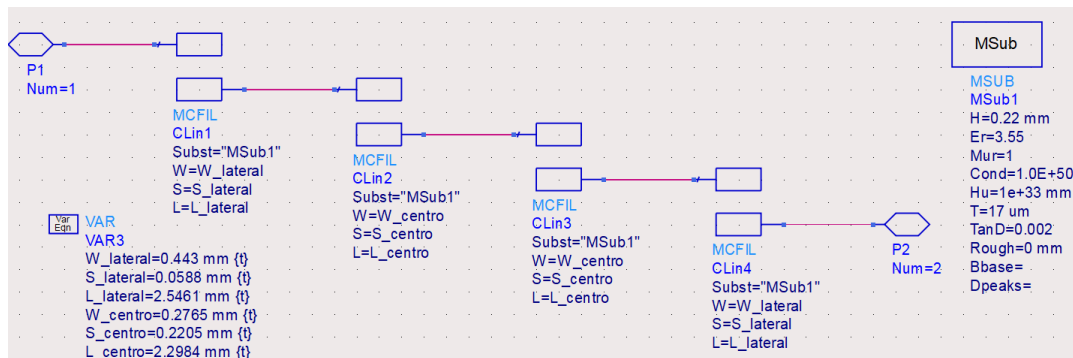 P1
Num=1
MCFIL
CLin1
Subst="MSub1"
W=W_lateral
S=S_lateral
L=L_lateral
MCFIL
CLin2
Subst="MSub1"
W=W_centro
S=S_centro
L=L_centro
MCFIL
CLin3
Subst="MSub1"
W=W_centro
S=S_centro
L=L_centro
MCFIL
CLin4
Subst="MSub1"
W=W_lateral
S=S_lateral
L=L_lateral
P2
Num=2
MSub
MSUB
MSub1
H=0.22 mm
Er=3.55
Mur=1
Cond=1.0E+50
Hu=1e+33 mm
T=17 um
TanD=0.002
Rough=0 mm
Bbase=
Dpeaks=
Var
Eqn
VAR
VAR3
W_lateral=0.443 mm {t}
S_lateral=0.0588 mm {t}
L_lateral=2.5461 mm {t}
W_centro=0.2765 mm {t}
S_centro=0.2205 mm {t}
L_centro=2.2984 mm {t}